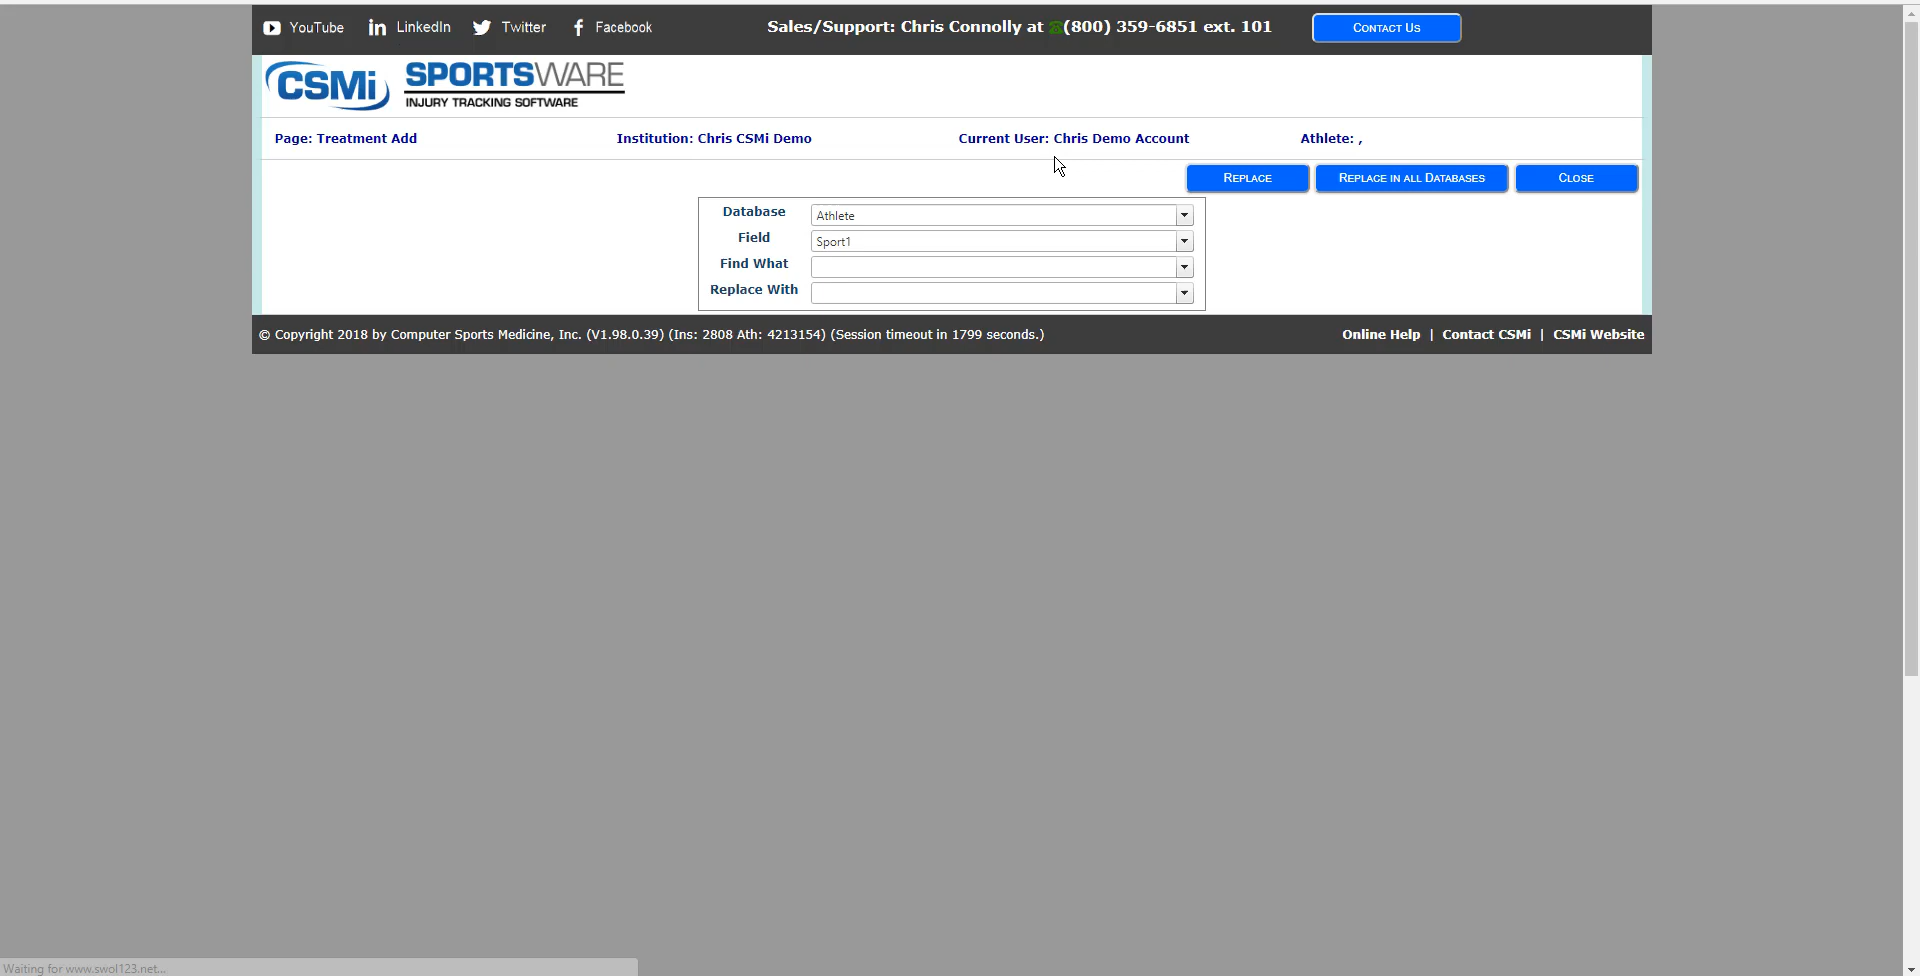 YouTube LinkedIn Twitter Facebook Sales/Support: Chris Connolly at ☎(800) 359-6851 ext. 101 Contact Us
CSMi SPORTSWARE
INJURY TRACKING SOFTWARE
Page: Treatment Add Institution: Chris CSMi Demo Current User: Chris Demo Account Athlete: ,
Replace Replace in all Databases Close
Database Athlete
Field Sport1
Find What
Replace With
© Copyright 2018 by Computer Sports Medicine, Inc. (V1.98.0.39) (Ins: 2808 Ath: 4213154) (Session timeout in 1799 seconds.) Online Help | Contact CSMi | CSMi Website
Waiting for www.swol123.net...